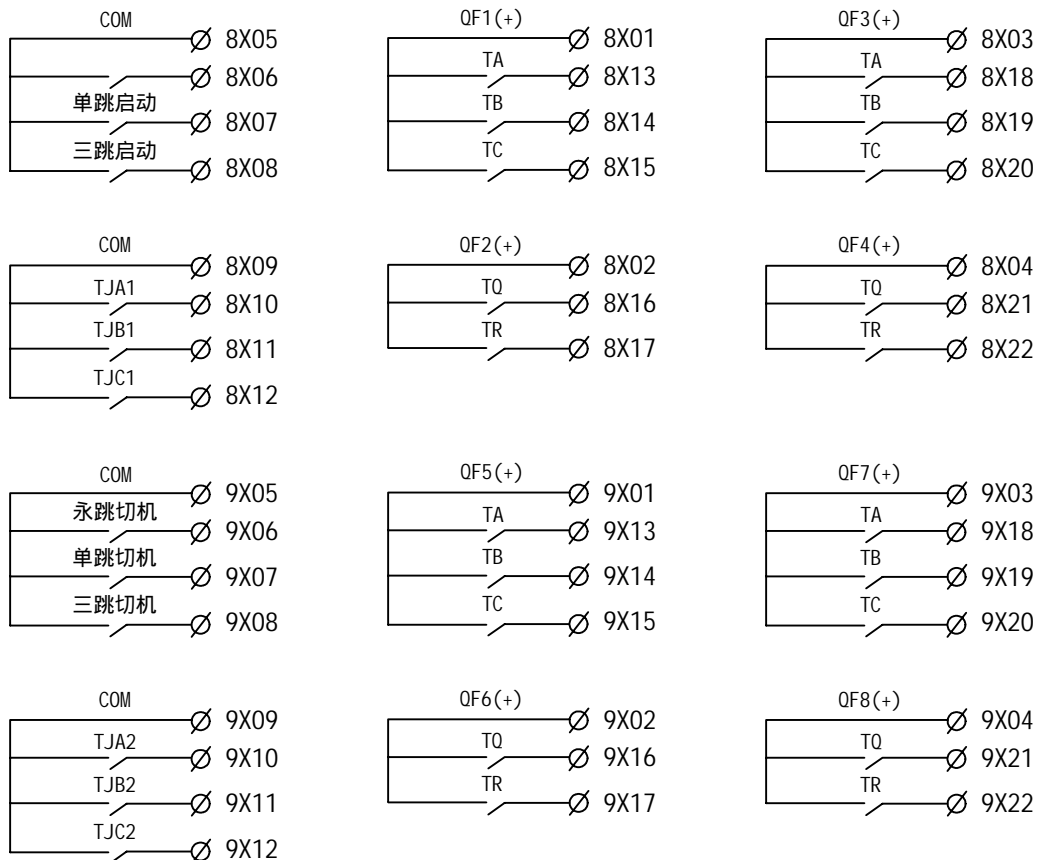 COM
8X05
8X06
单跳启动
8X07
三跳启动
8X08
QF1(+)
8X01
TA
8X13
TB
8X14
TC
8X15
QF3(+)
8X03
TA
8X18
TB
8X19
TC
8X20
COM
8X09
TJA1
8X10
TJB1
8X11
TJC1
8X12
QF2(+)
8X02
TQ
8X16
TR
8X17
QF4(+)
8X04
TQ
8X21
TR
8X22
COM
9X05
永跳切机
9X06
单跳切机
9X07
三跳切机
9X08
QF5(+)
9X01
TA
9X13
TB
9X14
TC
9X15
QF7(+)
9X03
TA
9X18
TB
9X19
TC
9X20
COM
9X09
TJA2
9X10
TJB2
9X11
TJC2
9X12
QF6(+)
9X02
TQ
9X16
TR
9X17
QF8(+)
9X04
TQ
9X21
TR
9X22